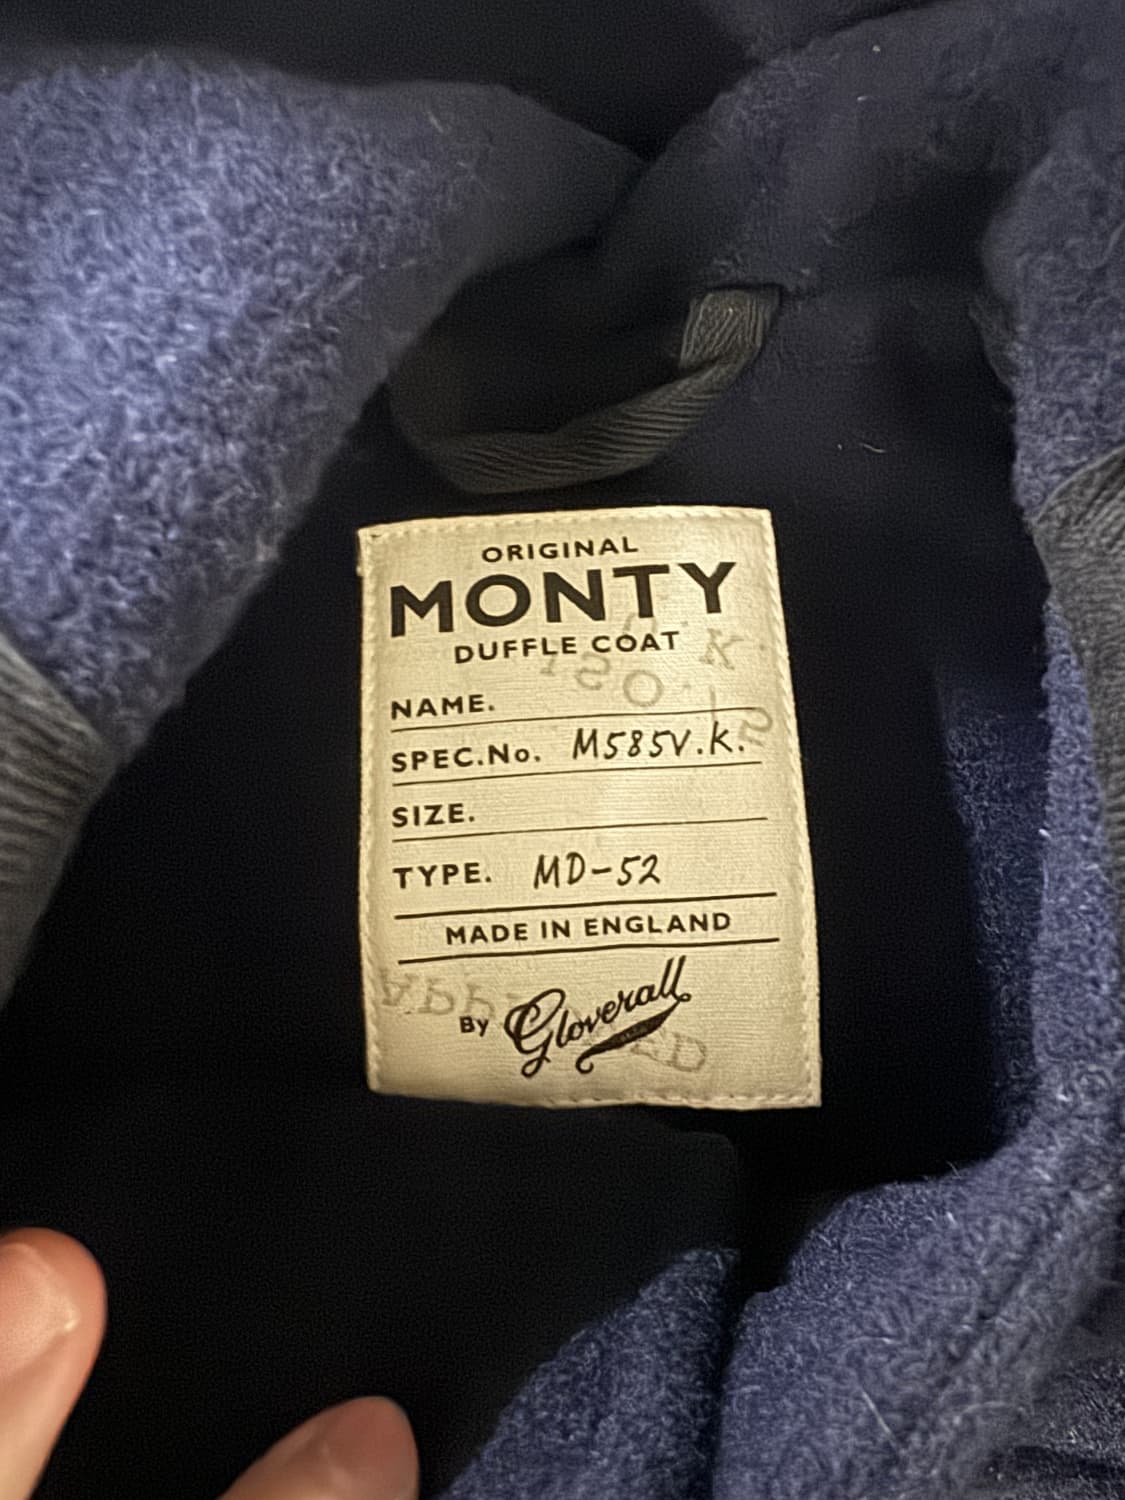 ORIGINAL
MONTY
DUFFLE COAT
NAME.
SPEC.No. M585V.K.
SIZE.
TYPE. MD-52
MADE IN ENGLAND
By Gloverall